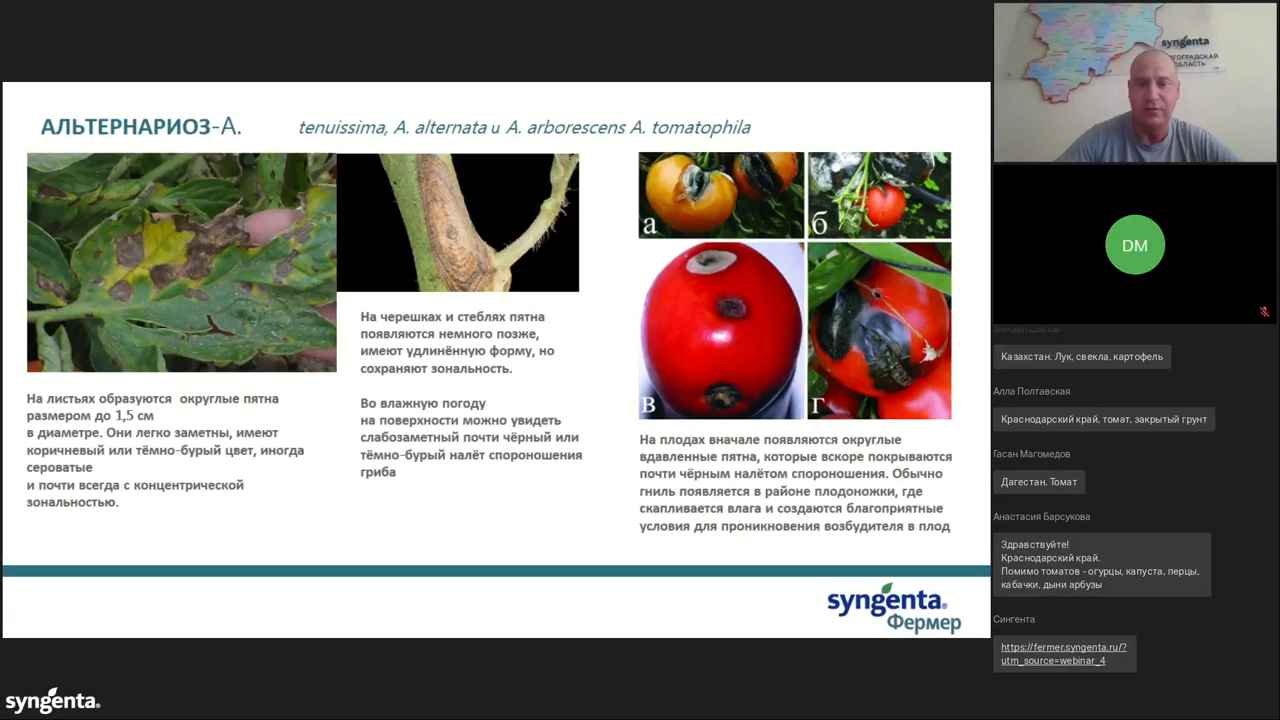 АЛЬТЕРНАРИОЗ-А. tenuissima, A. alternata и A. arborescens A. tomatophila
а
б
в
г
На листьях образуются округлые пятна
размером до 1,5 см
в диаметре. Они легко заметны, имеют
коричневый или тёмно-бурый цвет, иногда
сероватые
и почти всегда с концентрической
зональностью.
На черешках и стеблях пятна
появляются немного позже,
имеют удлинённую форму, но
сохраняют зональность.
Во влажную погоду
на поверхности можно увидеть
слабозаметный почти чёрный или
тёмно-бурый налёт спороношения
гриба
На плодах вначале появляются округлые
вдавленные пятна, которые вскоре покрываются
почти чёрным налётом спороношения. Обычно
гниль появляется в районе плодоножки, где
скапливается влага и создаются благоприятные
условия для проникновения возбудителя в плод
syngenta.
Фермер
syngenta.
syngenta
ОБЛАСТЬ
DM
Казахстан. Лук, свекла, картофель
Алла Полтавская
Краснодарский край, томат, закрытый грунт
Гасан Магомедов
Дагестан. Томат
Анастасия Барсукова
Здравствуйте!
Краснодарский край.
Помимо томатов - огурцы, капуста, перцы,
кабачки, дыни арбузы
Сингента
https://fermer.syngenta.ru/?
utm_source=webinar_4